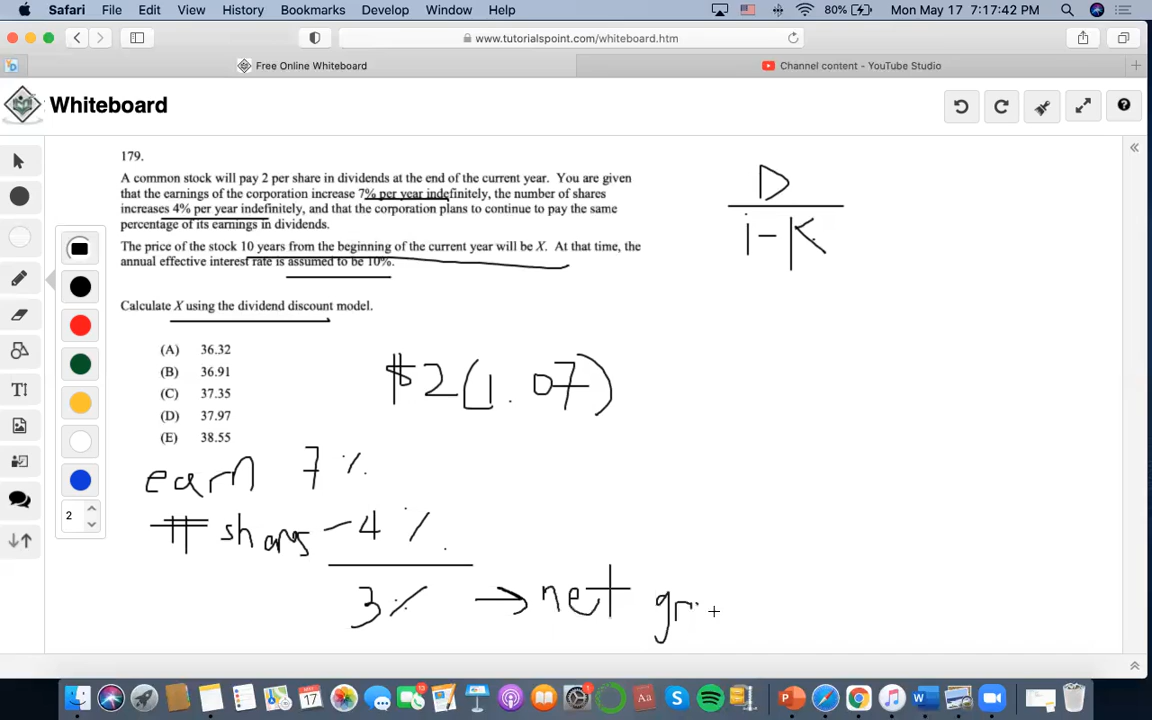 Safari File Edit View History Bookmarks Develop Window Help 80% Mon May 17 7:17:42 PM
www.tutorialspoint.com/whiteboard.htm
Free Online Whiteboard
Channel content - YouTube Studio
Whiteboard
179.
A common stock will pay 2 per share in dividends at the end of the current year. You are given
that the earnings of the corporation increase 7% per year indefinitely, the number of shares
increases 4% per year indefinitely, and that the corporation plans to continue to pay the same
percentage of its earnings in dividends.
The price of the stock 10 years from the beginning of the current year will be X. At that time, the
annual effective interest rate is assumed to be 10%.
Calculate X using the dividend discount model.
(A) 36.32
(B) 36.91
(C) 37.35
(D) 37.97
(E) 38.55
D
i - K
$2(1.07)
earn 7%
# shares -4%
3% → net gr
2